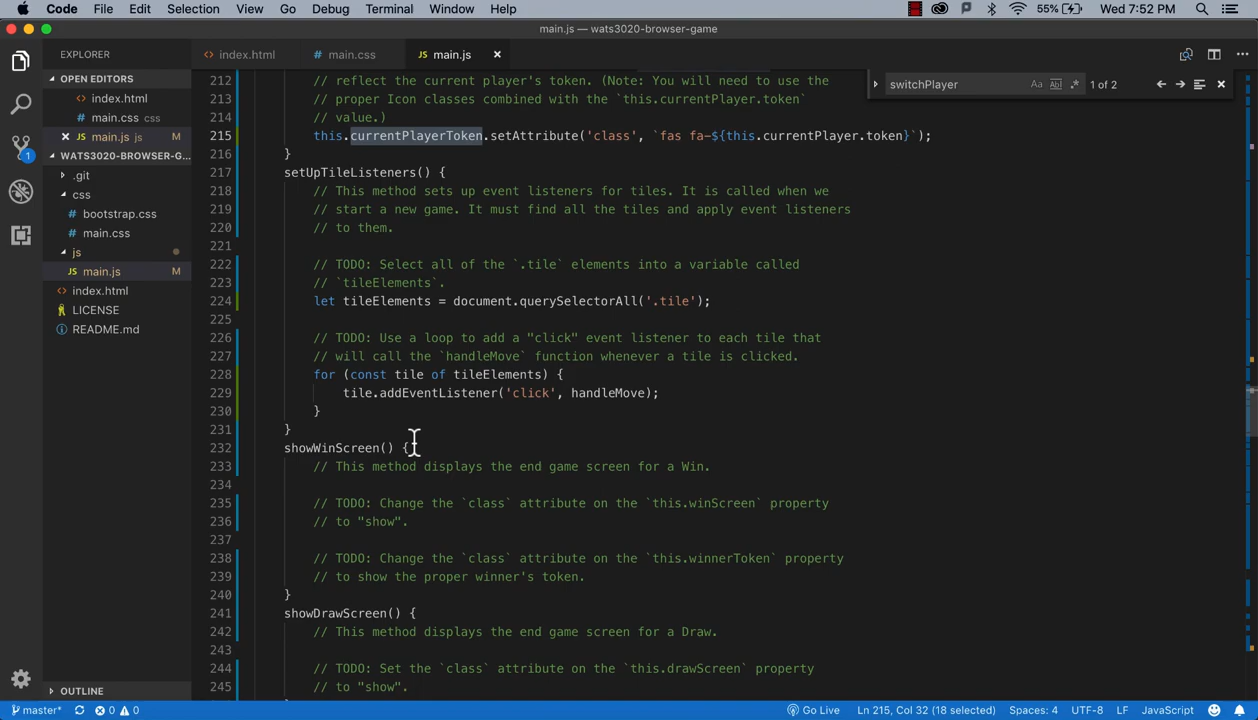 Code File Edit Selection View Go Debug Terminal Window Help 55% Wed 7:52 PM
main.js — wats3020-browser-game
EXPLORER
index.html
main.css
main.js
OPEN EDITORS
index.html
main.css css
main.js js M
WATS3020-BROWSER-G...
.git
css
bootstrap.css
main.css
js
main.js M
index.html
LICENSE
README.md
OUTLINE
switchPlayer
Aa Abl .*
1 of 2
212 // reflect the current player's token. (Note: You will need to use the
213 // proper Icon classes combined with the `this.currentPlayer.token`
214 // value.)
215 this.currentPlayerToken.setAttribute('class', `fas fa-${this.currentPlayer.token}`);
216 }
217 setUpTileListeners() {
218 // This method sets up event listeners for tiles. It is called when we
219 // start a new game. It must find all the tiles and apply event listeners
220 // to them.
221
222 // TODO: Select all of the `.tile` elements into a variable called
223 // `tileElements`.
224 let tileElements = document.querySelectorAll('.tile');
225
226 // TODO: Use a loop to add a "click" event listener to each tile that
227 // will call the `handleMove` function whenever a tile is clicked.
228 for (const tile of tileElements) {
229 tile.addEventListener('click', handleMove);
230 }
231 }
232 showWinScreen() {
233 // This method displays the end game screen for a Win.
234
235 // TODO: Change the `class` attribute on the `this.winScreen` property
236 // to "show".
237
238 // TODO: Change the `class` attribute on the `this.winnerToken` property
239 // to show the proper winner's token.
240 }
241 showDrawScreen() {
242 // This method displays the end game screen for a Draw.
243
244 // TODO: Set the `class` attribute on the `this.drawScreen` property
245 // to "show".
master* 0 0 Go Live Ln 215, Col 32 (18 selected) Spaces: 4 UTF-8 LF JavaScript